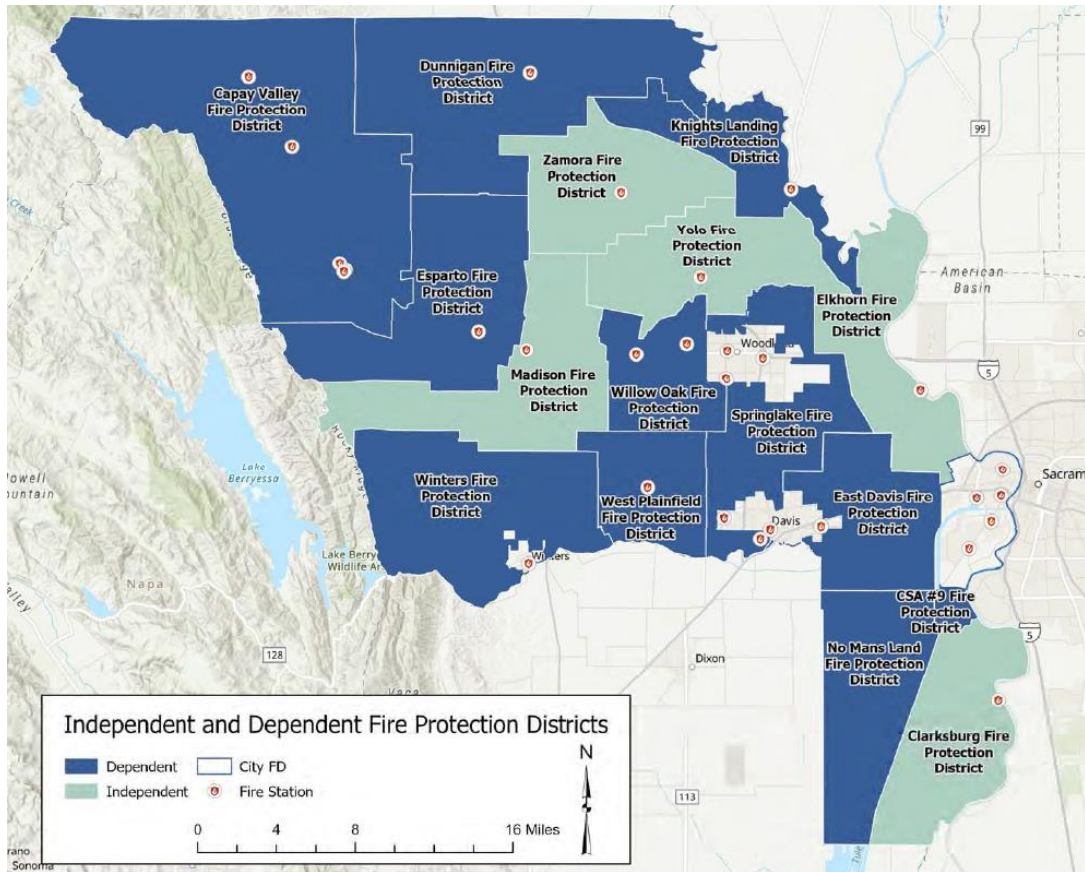 Dunnigan Fire
Protection
District
Capay Valley
Fire Protection
District
Knights Landing
Fire Protection
District
99
Zamora Fire
Protection
District
Yolo Fire
Protection
District
American
Basin
Esparto Fire
Protection
District
Elkhorn Fire
Protection
District
5
Madison Fire
Protection
District
Willow Oak Fire
Protection
District
Springlake Fire
Protection
District
Lake
Berryessa
Winters Fire
Protection
District
West Plainfield
Fire Protection
District
Davis
East Davis Fire
Protection
District
Sacram
Lake Berry
Wildlife Ar
Napa
CSA #9 Fire
Protection
District
5
128
Dixon
No Mans Land
Fire Protection
District
Clarksburg Fire
Protection
District
113
Independent and Dependent Fire Protection Districts
Dependent
City FD
Independent
Fire Station
N
0 4 8 16 Miles
Sonoma